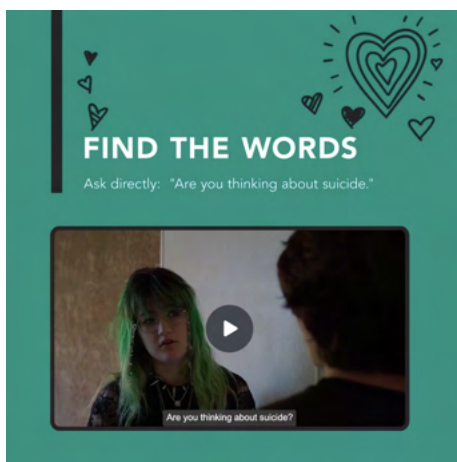 FIND THE WORDS
Ask directly:  "Are you thinking about suicide."
Are you thinking about suicide?